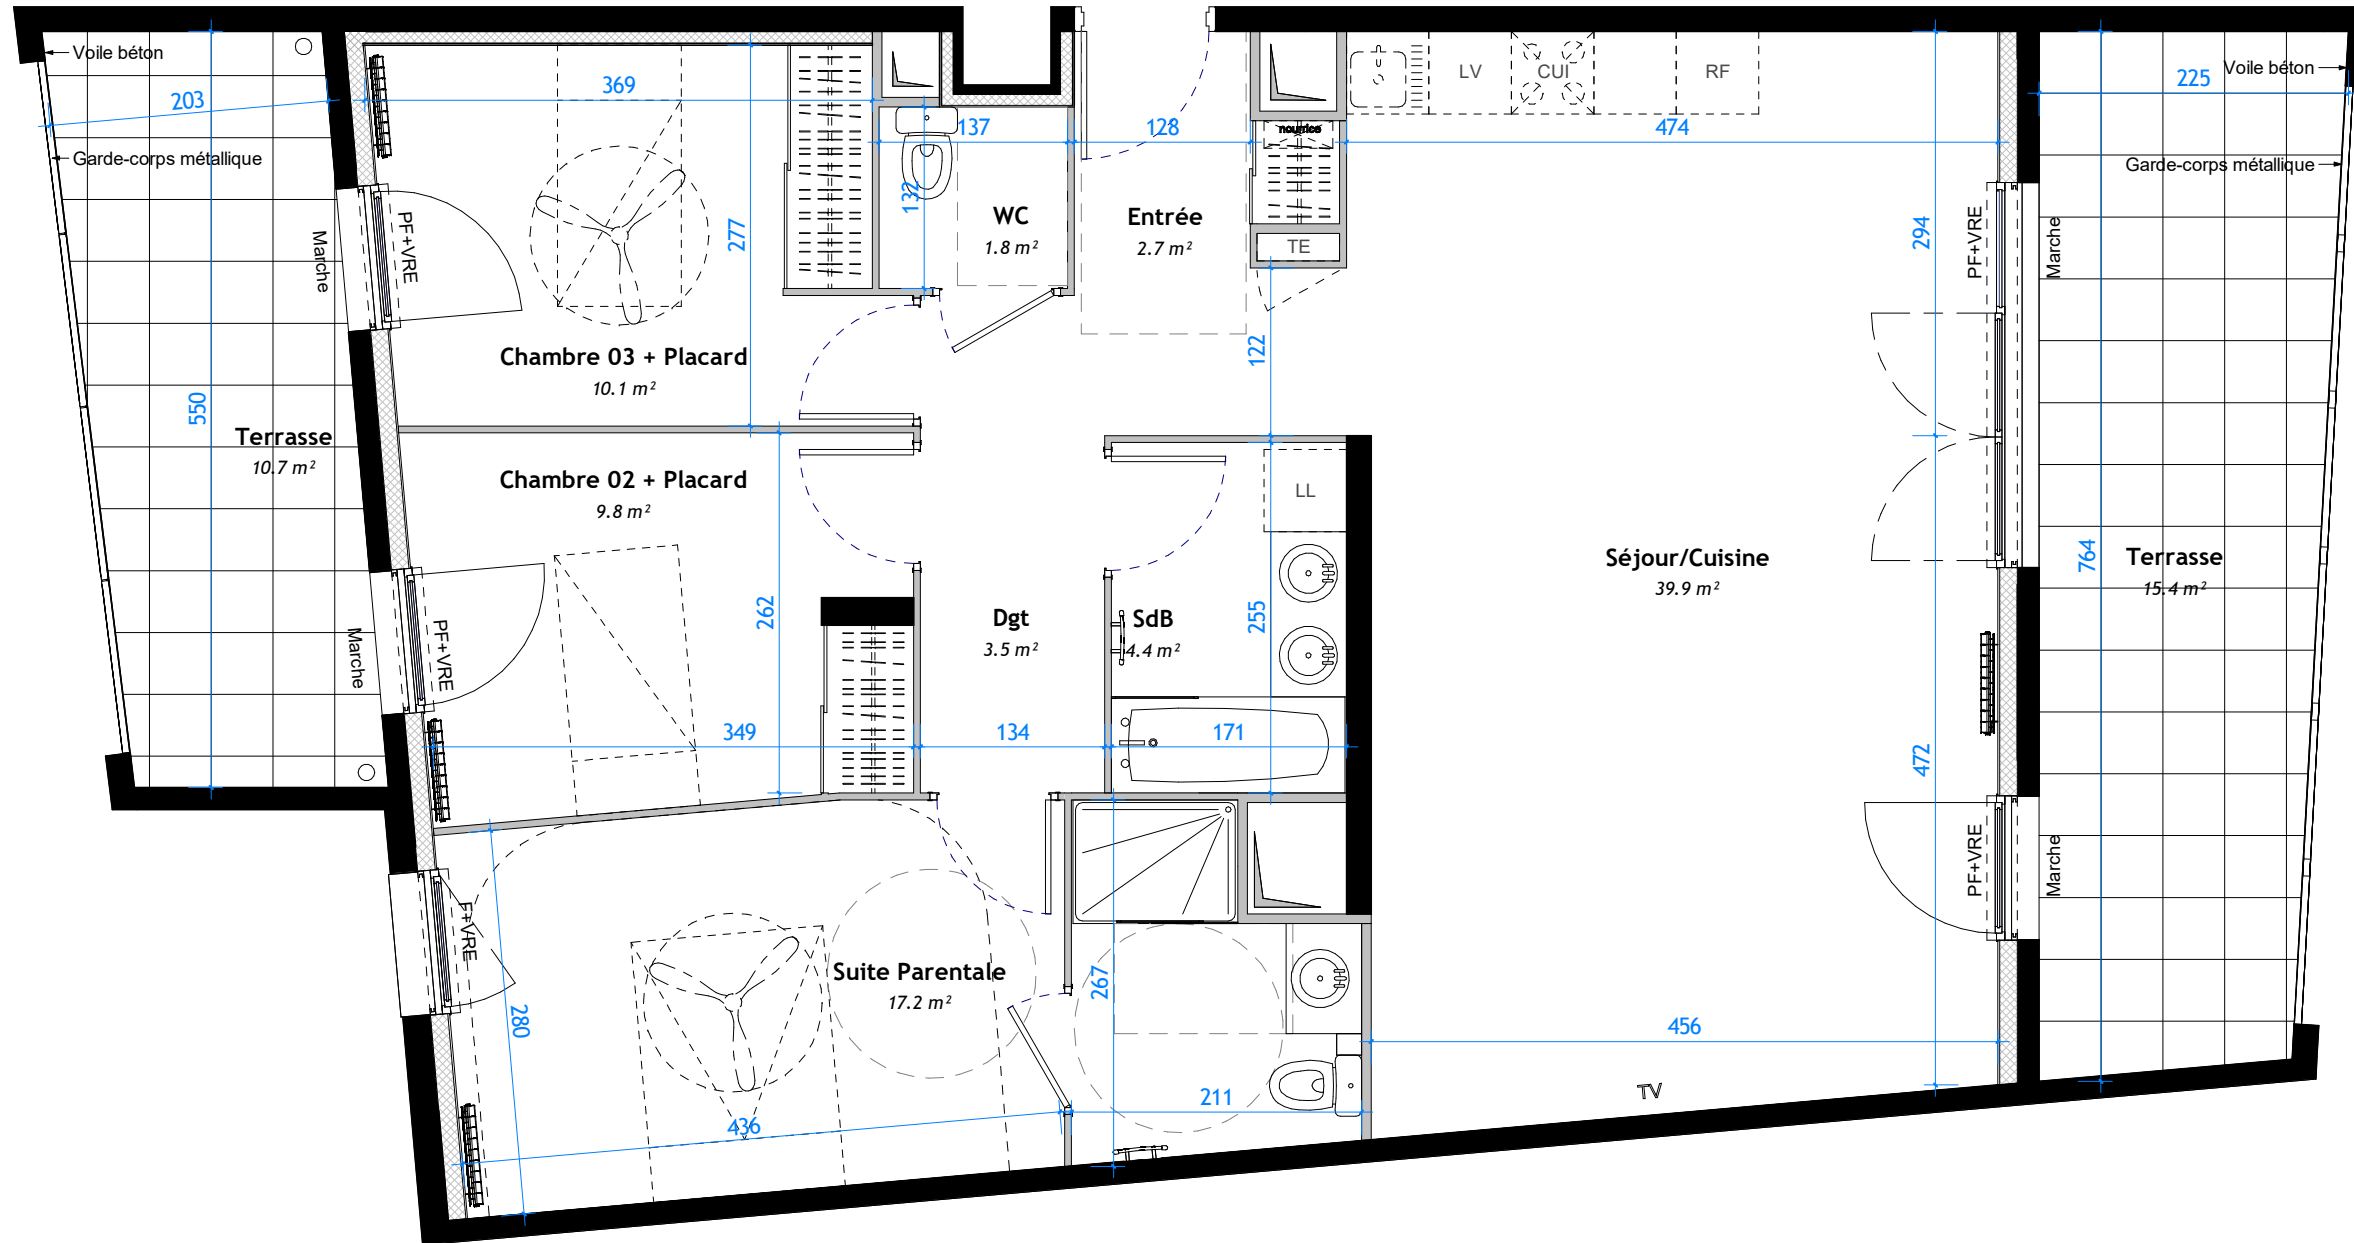 Voile béton
203
Garde-corps métallique
550
Terrasse
10.7 m²
Marche
PF+VRE
369
277
Chambre 03 + Placard
10.1 m²
137
132
WC
1.8 m²
128
Entrée
2.7 m²
nourrice
TE
122
LV
CUI
RF
474
294
PF+VRE
Marche
Voile béton
225
Garde-corps métallique
Chambre 02 + Placard
9.8 m²
262
349
Marche
PF+VRE
Dgt
3.5 m²
134
LL
SdB
4.4 m²
255
171
Séjour/Cuisine
39.9 m²
472
764
Terrasse
15.4 m²
PF+VRE
Marche
F+VRE
280
Suite Parentale
17.2 m²
436
267
211
456
TV